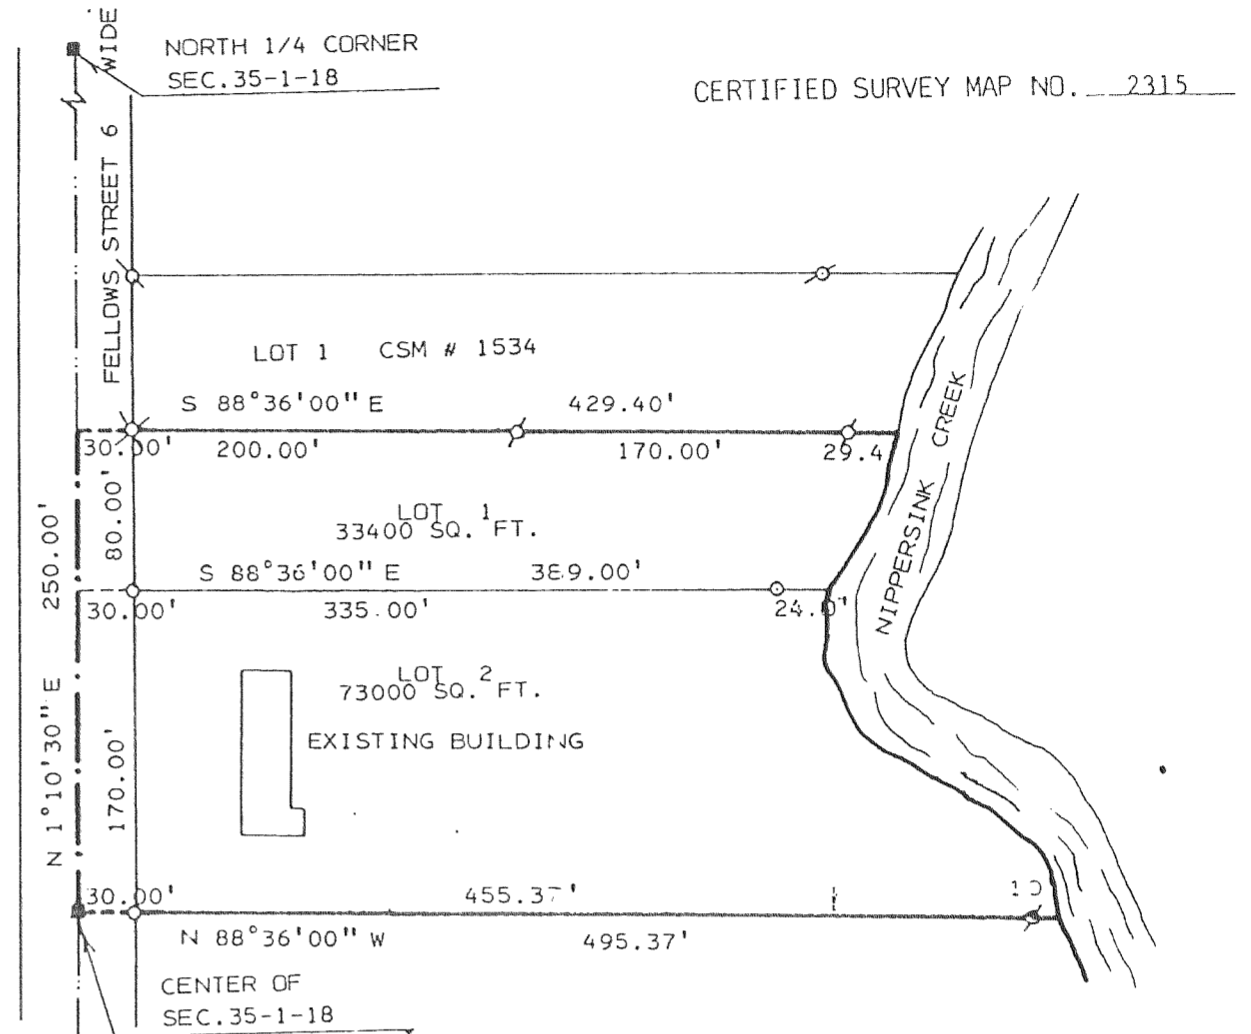 NORTH 1/4 CORNER
SEC.35-1-18
CERTIFIED SURVEY MAP NO. 2315
FELLOWS STREET 6 WIDE
LOT 1 CSM # 1534
S 88°36'00" E 429.40'
30.00' 200.00' 170.00' 29.4
80.00'
LOT 1
33400 SQ. FT.
NIPPERSINK CREEK
250.00'
S 88°36'00" E 389.00'
30.00' 335.00'
LOT 2
73000 SQ. FT.
EXISTING BUILDING
N 1°10'30" E
170.00'
30.00' 455.37'
N 88°36'00" W 495.37'
CENTER OF
SEC.35-1-18